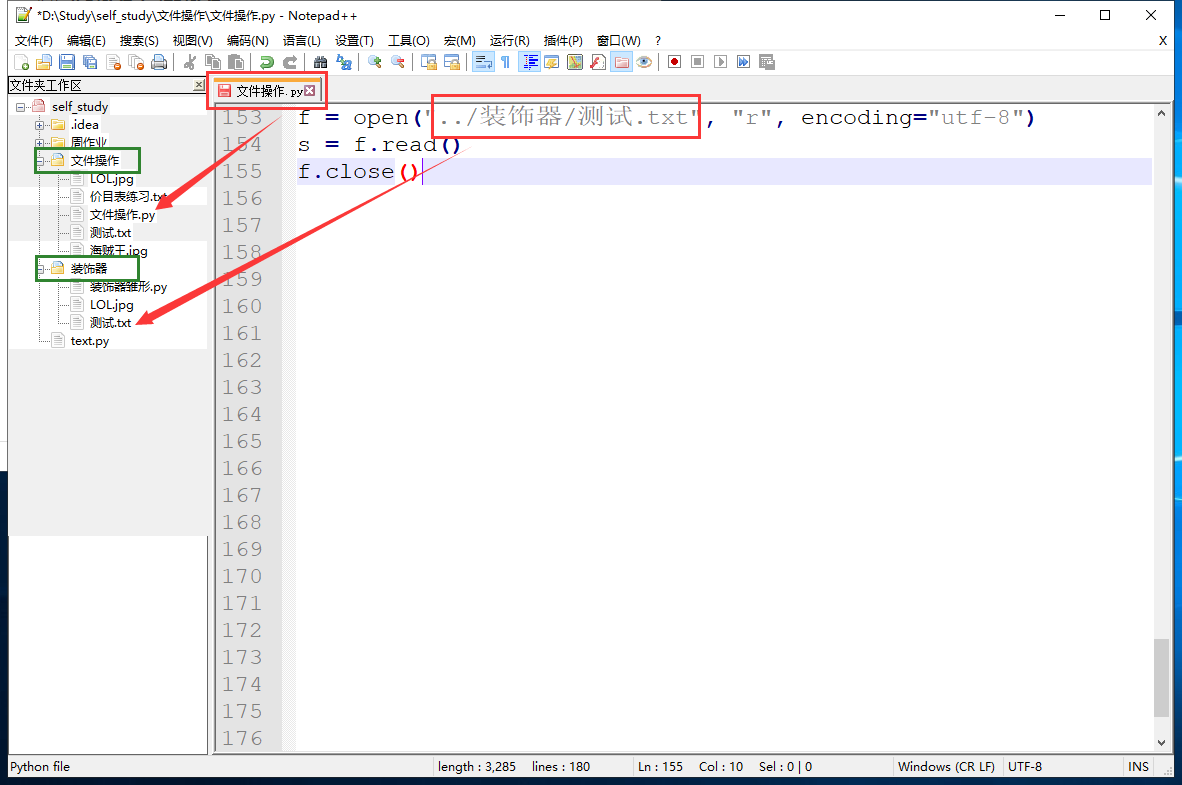 *D:\Study\self_study\文件操作\文件操作.py - Notepad++
文件(F) 编辑(E) 搜索(S) 视图(V) 编码(N) 语言(L) 设置(T) 工具(O) 宏(M) 运行(R) 插件(P) 窗口(W) ? X
文件夹工作区
文件操作.py
self_study
.idea
周作业
文件操作
LOL.jpg
价目表练习.txt
文件操作.py
测试.txt
海贼王.jpg
装饰器
装饰器雏形.py
LOL.jpg
测试.txt
text.py
153 f = open("../装饰器/测试.txt", "r", encoding="utf-8")
154 s = f.read()
155 f.close()
156
157
158
159
160
161
162
163
164
165
166
167
168
169
170
171
172
173
174
175
176
Python file length : 3,285 lines : 180 Ln : 155 Col : 10 Sel : 0 | 0 Windows (CR LF) UTF-8 INS